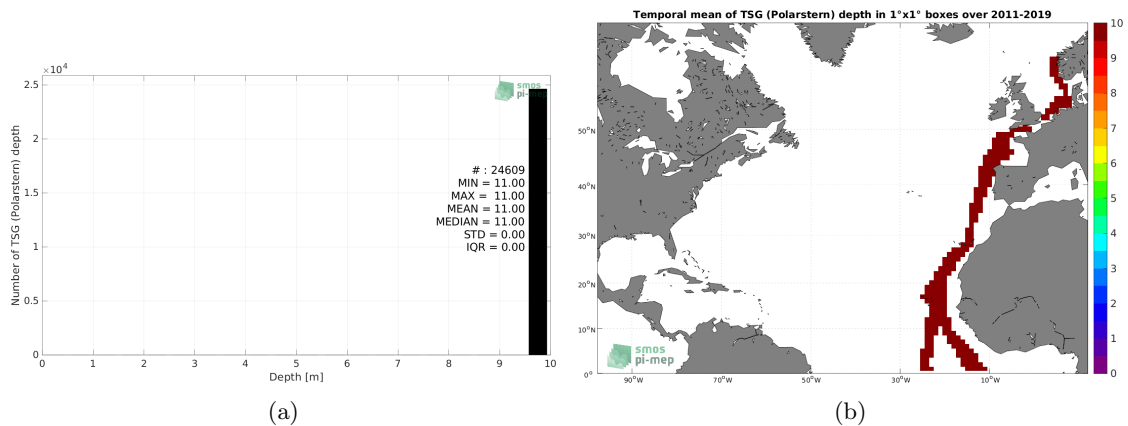 ×10⁴
2.5
2
1.5
1
0.5
0
Number of TSG (Polarstern) depth
smos
pi-mep
# : 24609
MIN = 11.00
MAX = 11.00
MEAN = 11.00
MEDIAN = 11.00
STD = 0.00
IQR = 0.00
0 1 2 3 4 5 6 7 8 9 10
Depth [m]
(a)
Temporal mean of TSG (Polarstern) depth in 1°x1° boxes over 2011-2019
50°N
40°N
30°N
20°N
10°N
0°
90°W 70°W 50°W 30°W 10°W
smos
pi-mep
10
9
8
7
6
5
4
3
2
1
0
(b)